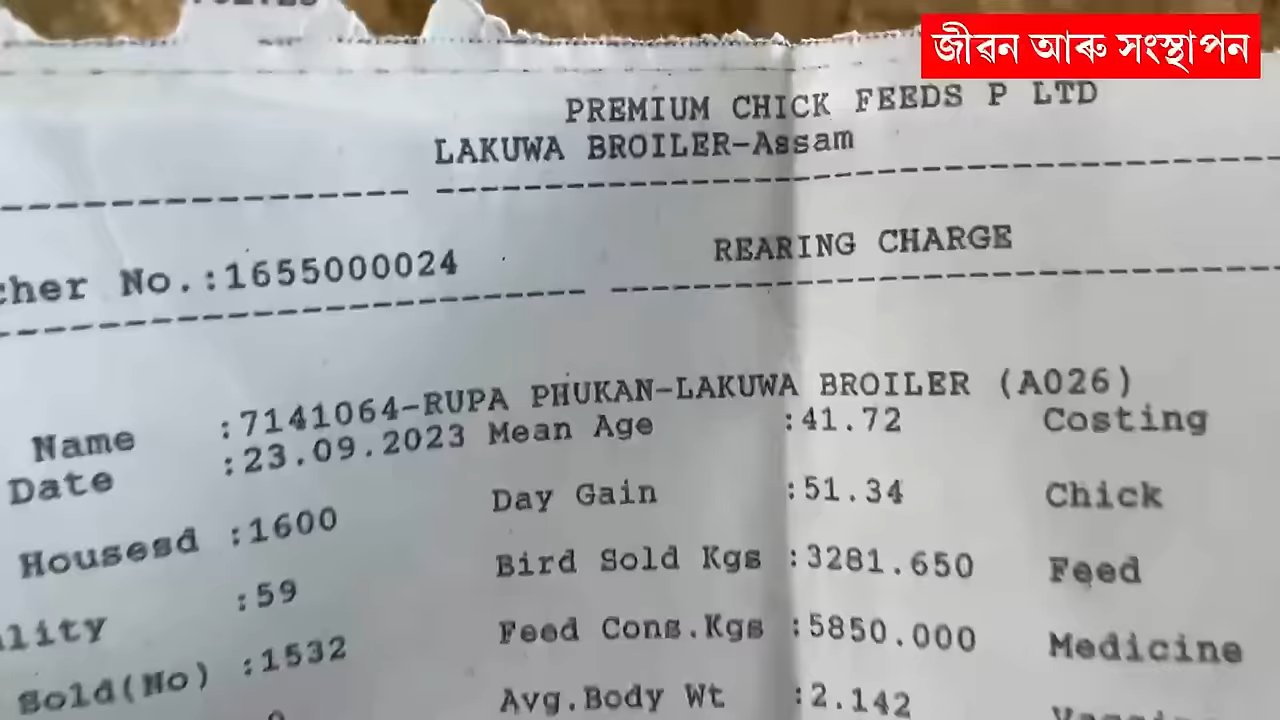 জীৱন আৰু সংস্থাপন
PREMIUM CHICK FEEDS P LTD
LAKUWA BROILER-Assam
cher No.:1655000024 REARING CHARGE
Name :7141064-RUPA PHUKAN-LAKUWA BROILER (A026)
Date :23.09.2023 Mean Age :41.72 Costing
Housesd :1600 Day Gain :51.34 Chick
lity :59 Bird Sold Kgs :3281.650 Feed
Sold(No) :1532 Feed Cons.Kgs :5850.000 Medicine
Avg.Body Wt :2.142